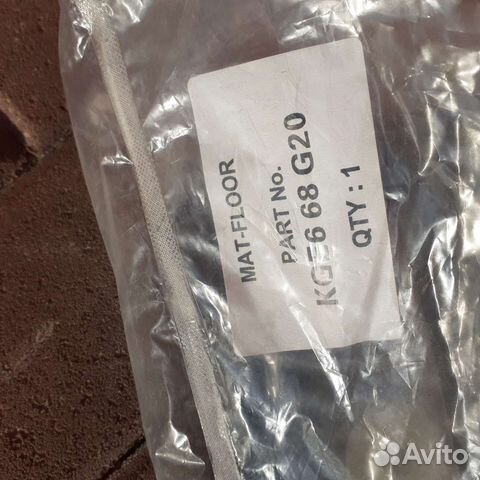 MAT-FLOOR
PART No.
KGE6 68 G20
QTY : 1
Avito